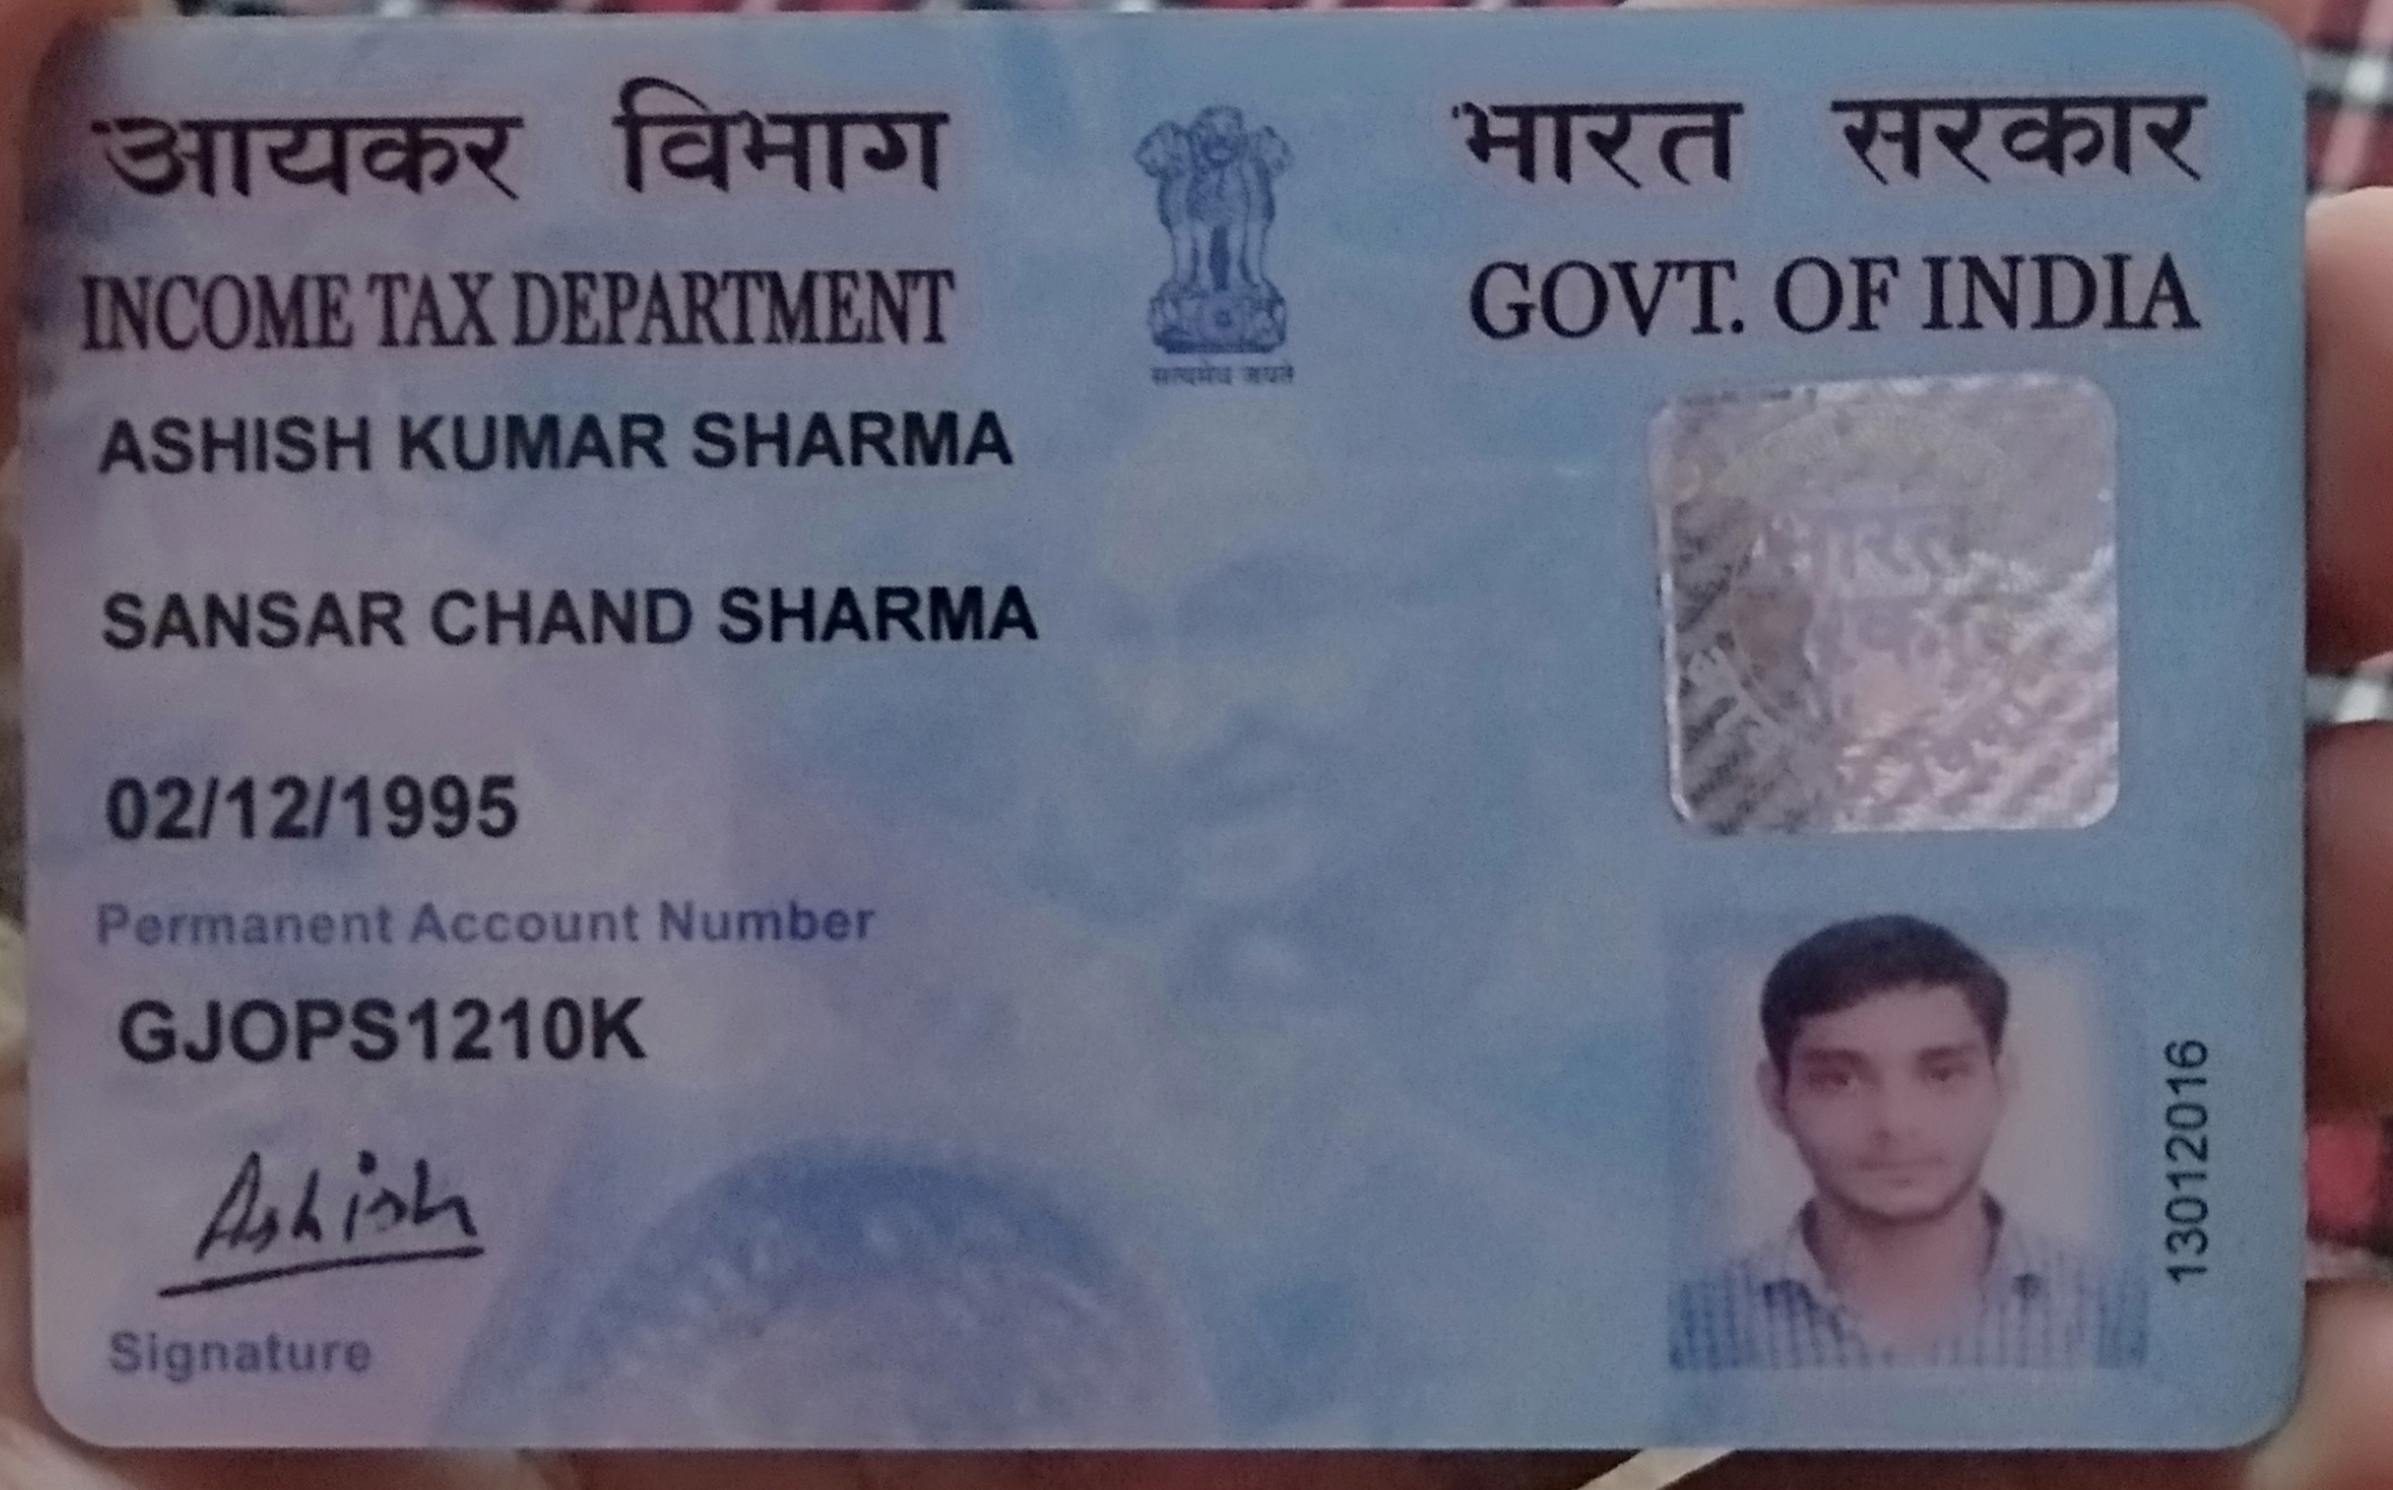 आयकर विभाग
INCOME TAX DEPARTMENT
सत्यमेव जयते
भारत सरकार
GOVT. OF INDIA
ASHISH KUMAR SHARMA
SANSAR CHAND SHARMA
02/12/1995
Permanent Account Number
GJOPS1210K
Ashish
Signature
भारत
13012016